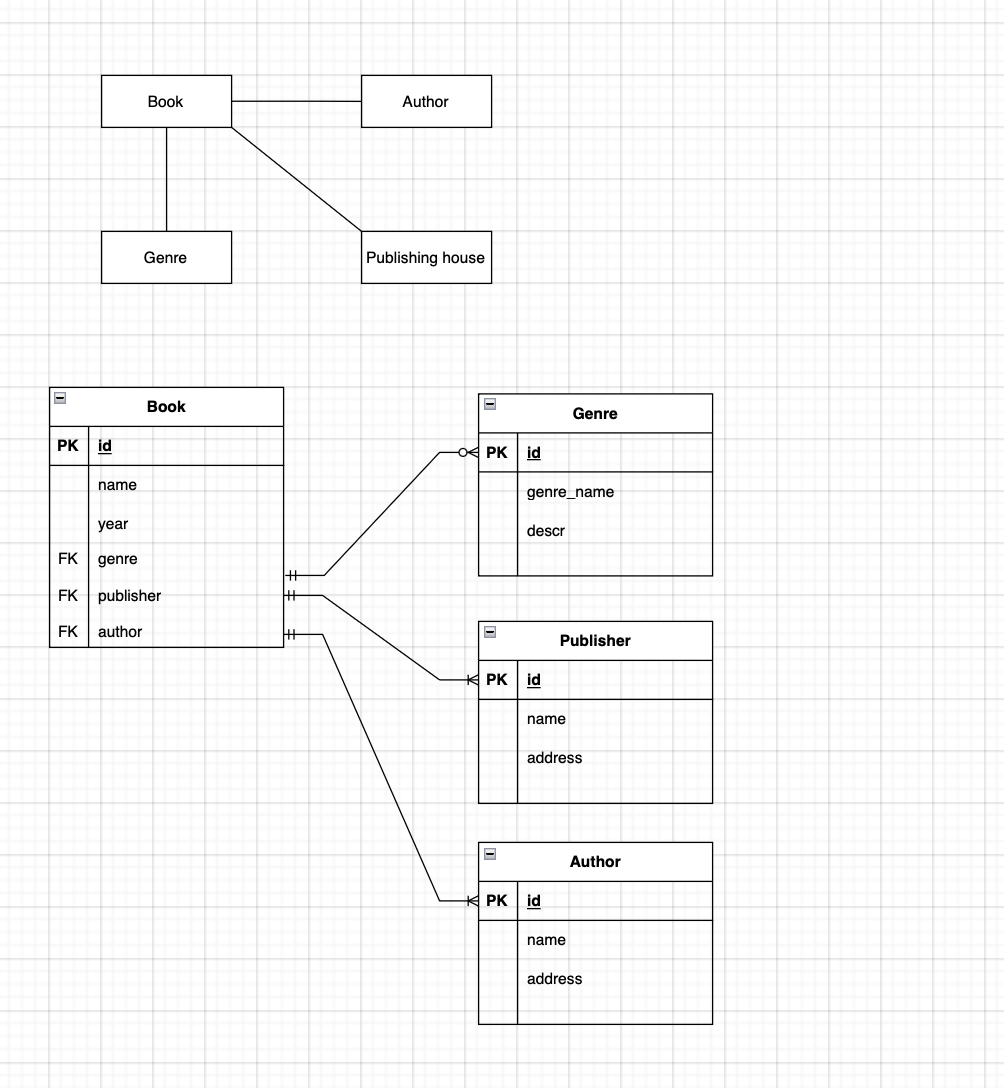 Book
Author
Genre
Publishing house
Book
PK id
name
year
FK genre
FK publisher
FK author
Genre
PK id
genre_name
descr
Publisher
PK id
name
address
Author
PK id
name
address